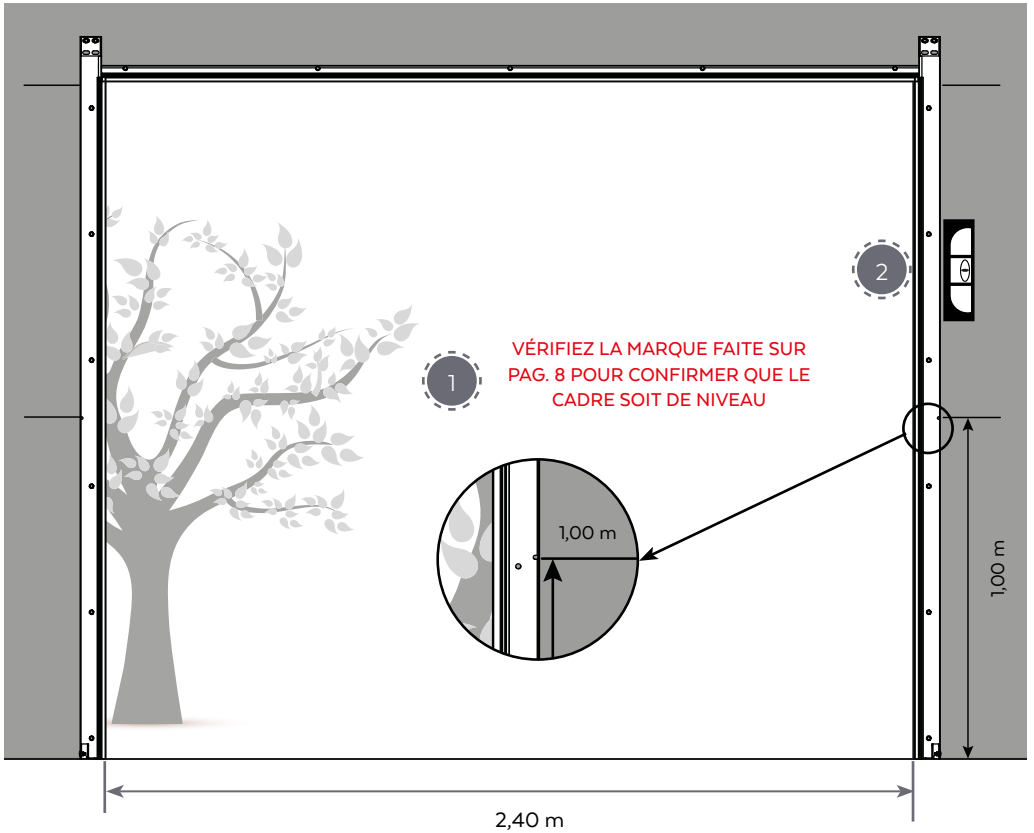 2
1
VÉRIFIEZ LA MARQUE FAITE SUR
PAG. 8 POUR CONFIRMER QUE LE
CADRE SOIT DE NIVEAU
1,00 m
1,00 m
2,40 m